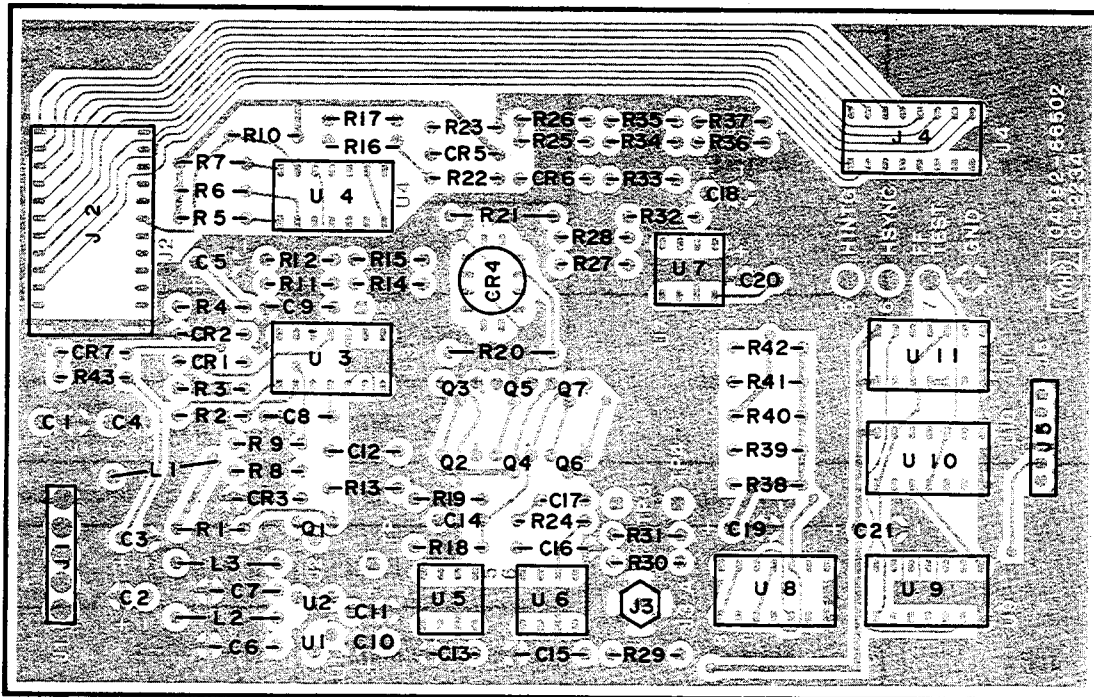 R17
R26 R35 R37
R10 R23
R16 R25 R34 R36
J4
CR5
R7
R22 CR6 R33
C18
R6 U4
J2
R5
R21 R32
R28
HINTG
HSYNC
FF
TEST
GND
C5 R12 R15 R27 U7
R11 R14 CR4 C20
R4 C9
CR2
CR7 CR1 U3 R20 R42 U11
R43
R3 Q3 Q5 Q7 R41
C1 C4 R2 C8 R40 J5
R9 C12 R39
L1 R8 Q2 Q4 Q6 U10
CR3 R13 R19 C17 R38
J1
C3 R1 Q1 C14 R24 R31 C19 C21
R18 C16 R30
L3
C2 C7 U2 C11 U5 U6 J3 U8 U9
L2
C6 U1 C10 C13 C15 R29